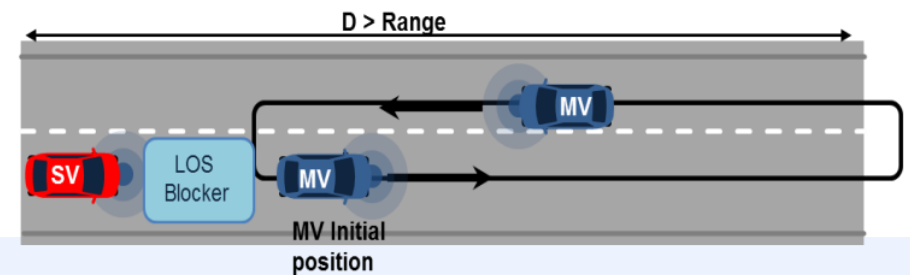 D > Range
MV
SV
LOS
Blocker
MV
MV Initial
position